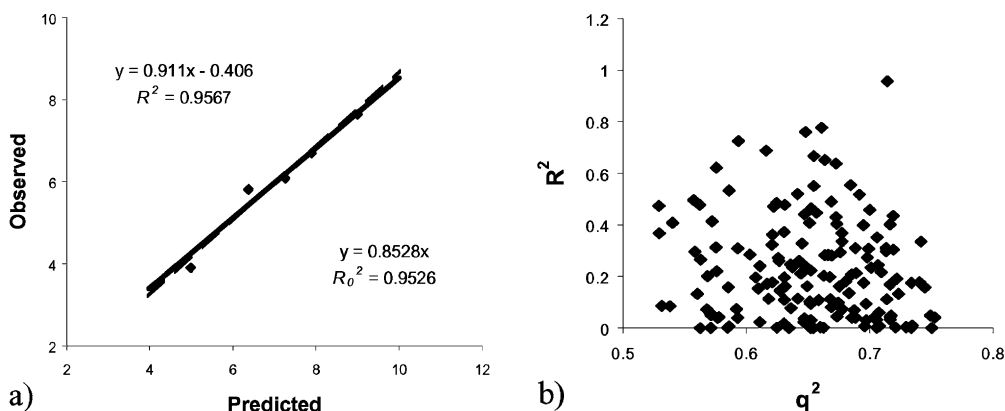 10
8
6
4
2
Observed
y = 0.911x - 0.406
R² = 0.9567
y = 0.8528x
R₀² = 0.9526
2 4 6 8 10 12
Predicted
a)
1.2
1
0.8
0.6
0.4
0.2
0
R²
0.5 0.6 0.7 0.8
q²
b)